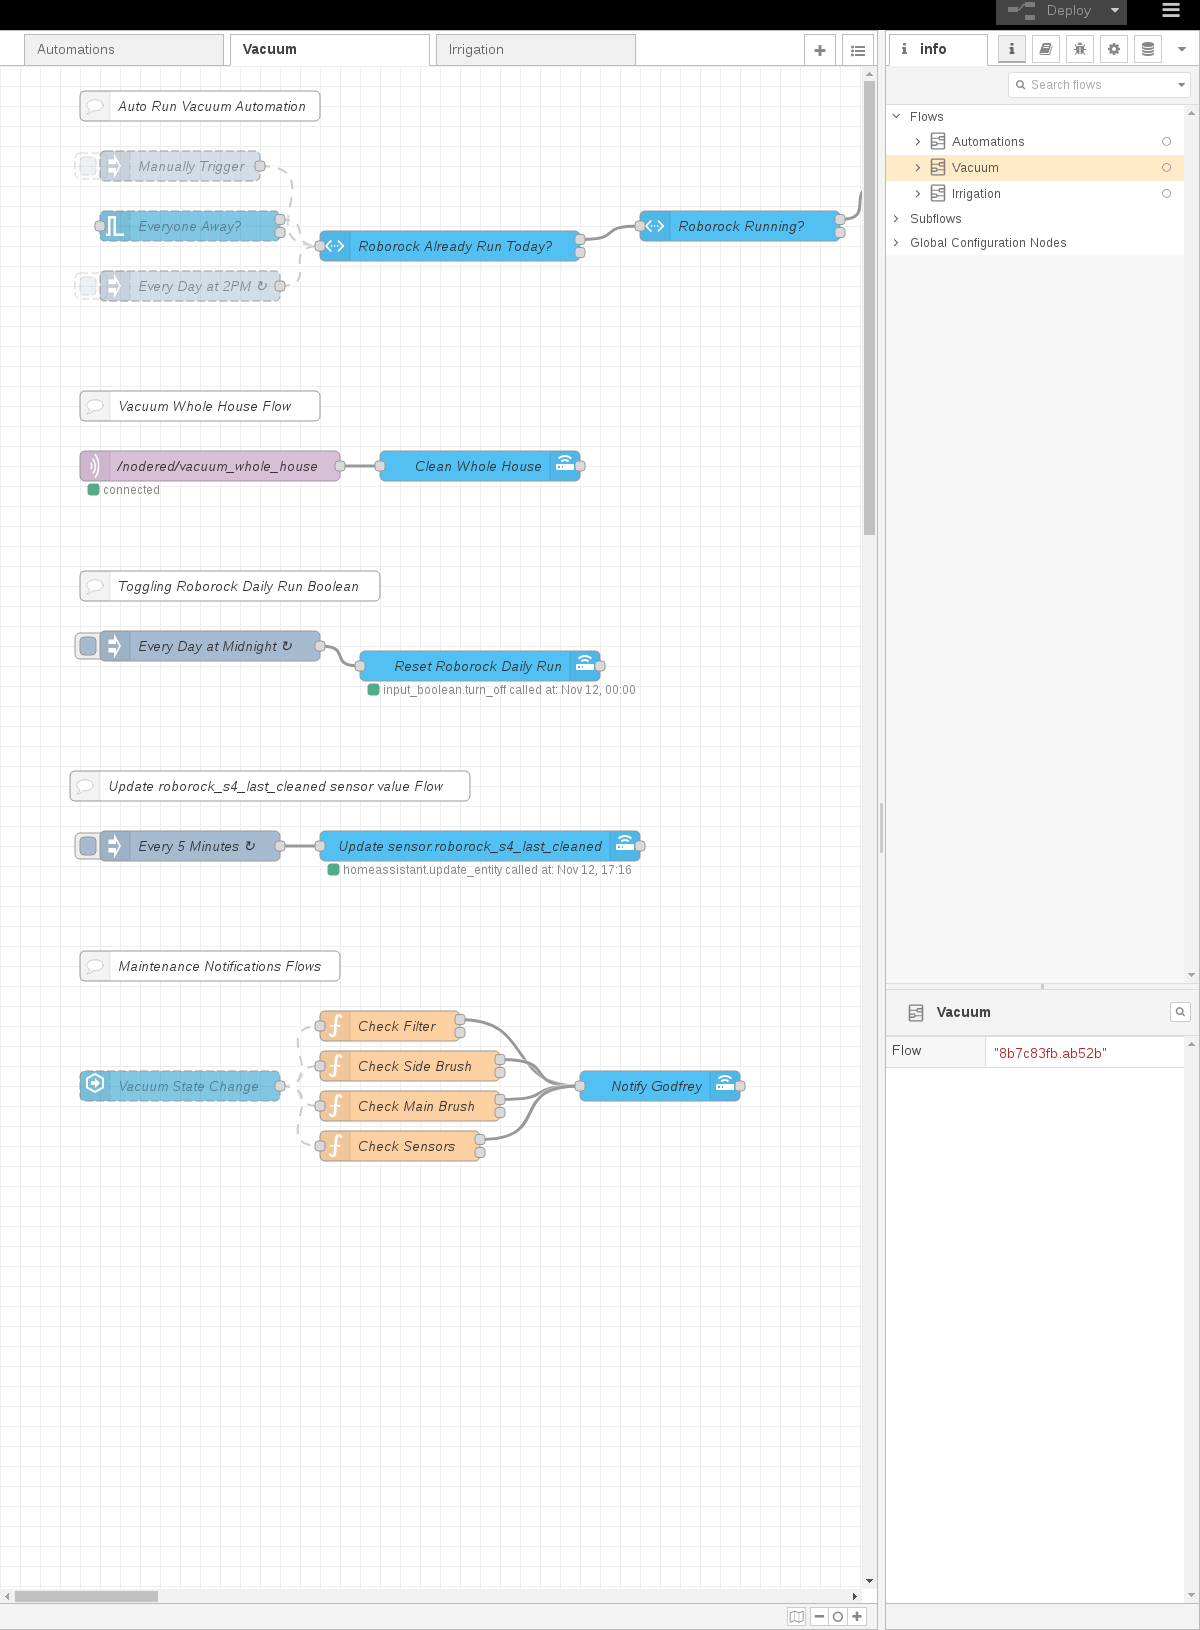 Deploy
Automations
Vacuum
Irrigation
info
Search flows
Flows
Automations
Vacuum
Irrigation
Subflows
Global Configuration Nodes
Auto Run Vacuum Automation
Manually Trigger
Everyone Away?
Roborock Already Run Today?
Roborock Running?
Every Day at 2PM ↻
Vacuum Whole House Flow
/nodered/vacuum_whole_house
Clean Whole House
connected
Toggling Roborock Daily Run Boolean
Every Day at Midnight ↻
Reset Roborock Daily Run
input_boolean.turn_off called at: Nov 12, 00:00
Update roborock_s4_last_cleaned sensor value Flow
Every 5 Minutes ↻
Update sensor.roborock_s4_last_cleaned
homeassistant.update_entity called at: Nov 12, 17:16
Maintenance Notifications Flows
Check Filter
Check Side Brush
Vacuum State Change
Notify Godfrey
Check Main Brush
Check Sensors
Vacuum
Flow
"8b7c83fb.ab52b"